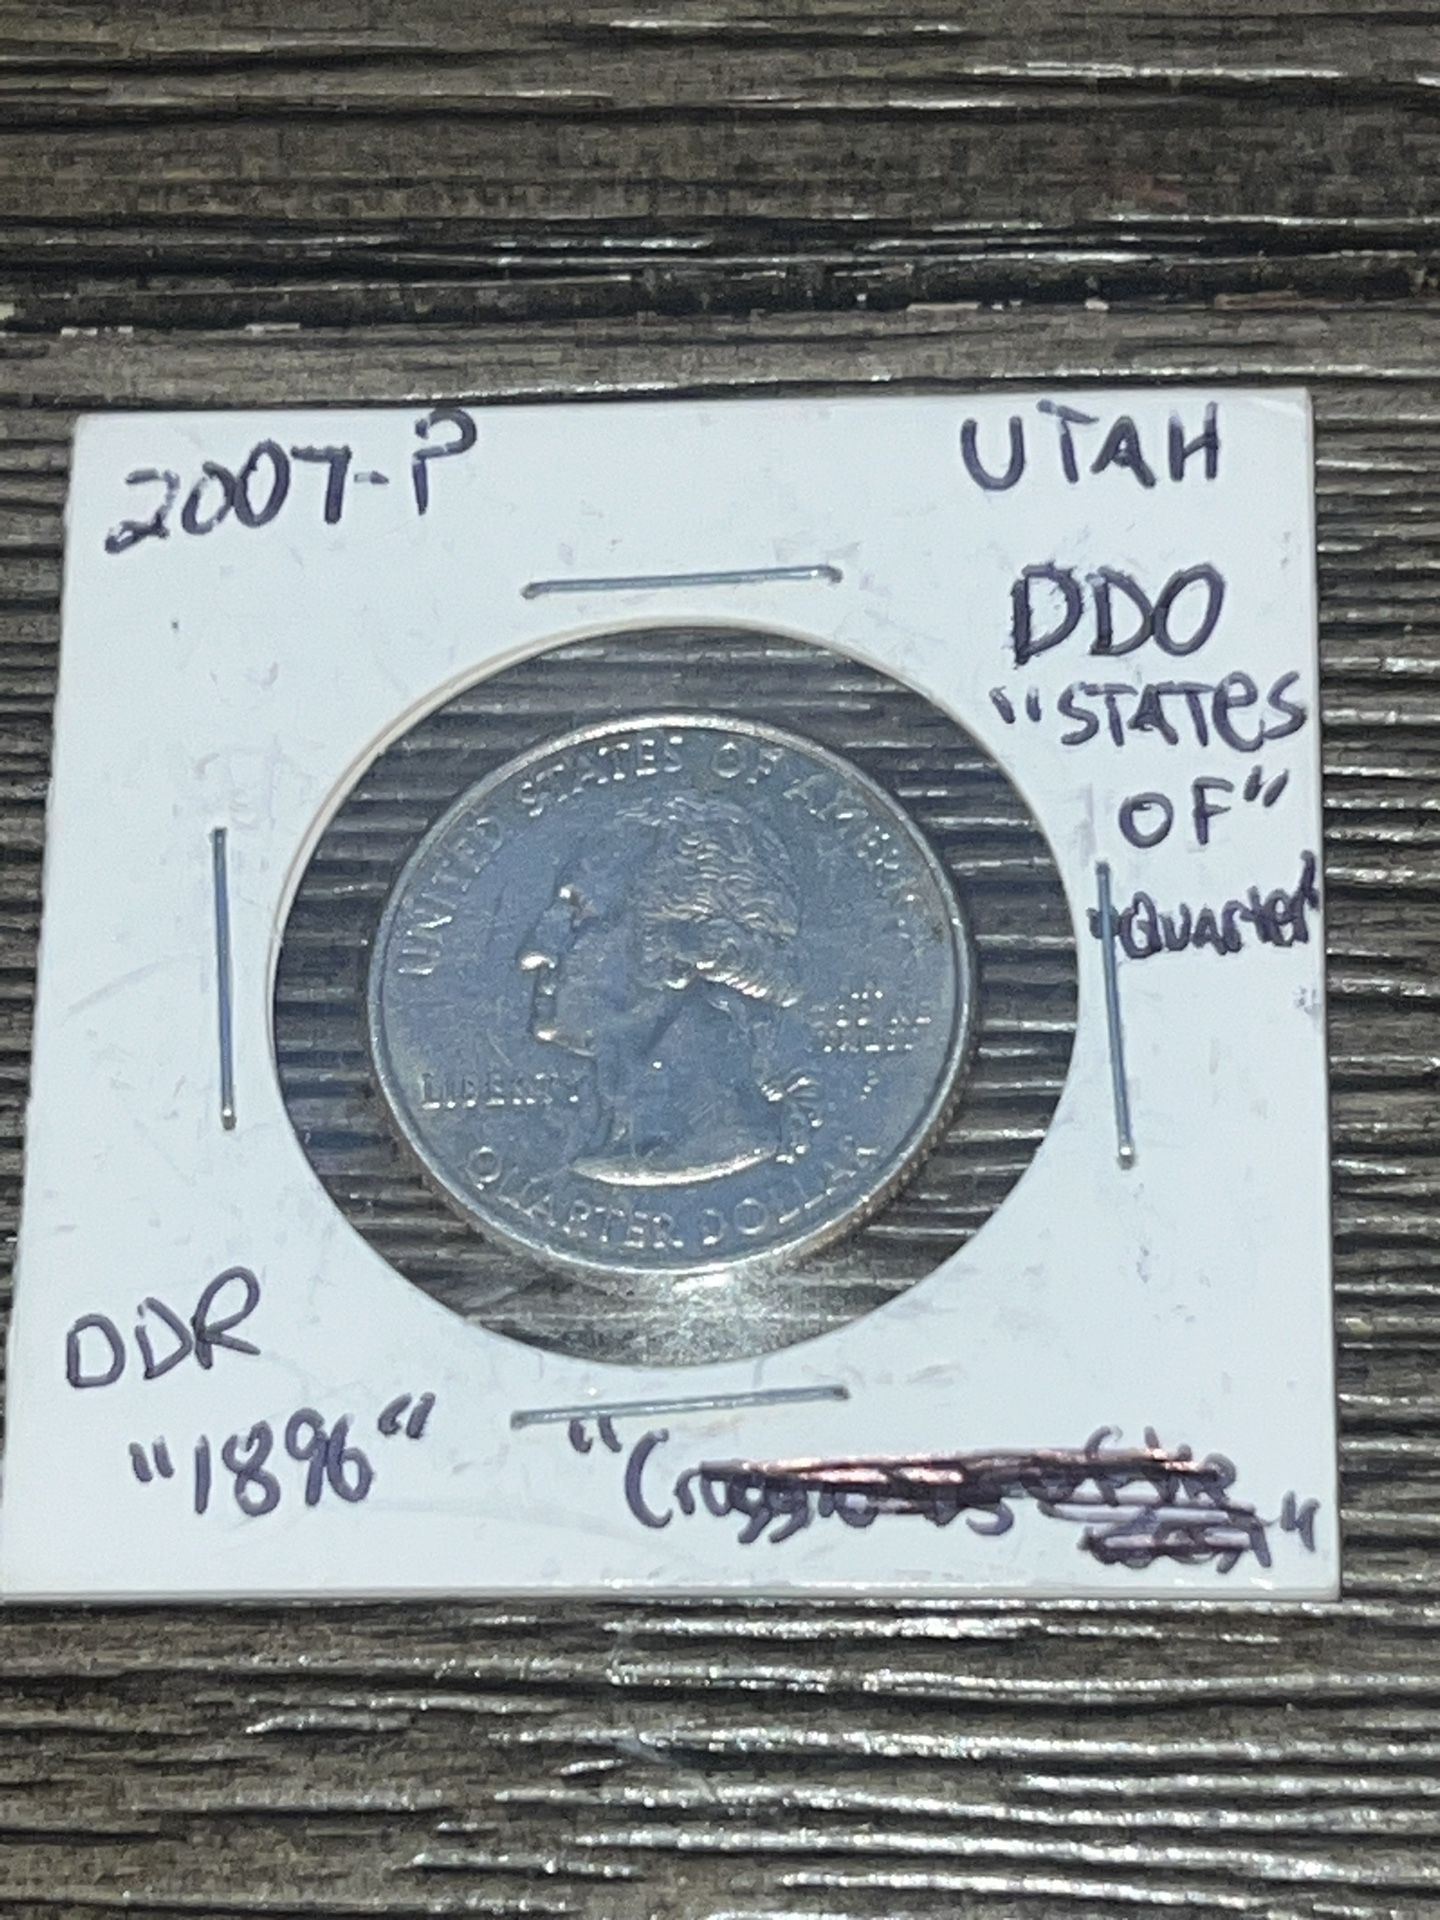 2007-P
UTAH
DDO
"STATES
OF"
"Quarter
UNITED STATES OF AMERICA
LIBERTY
P
QUARTER DOLLAR
DDR
"1896"